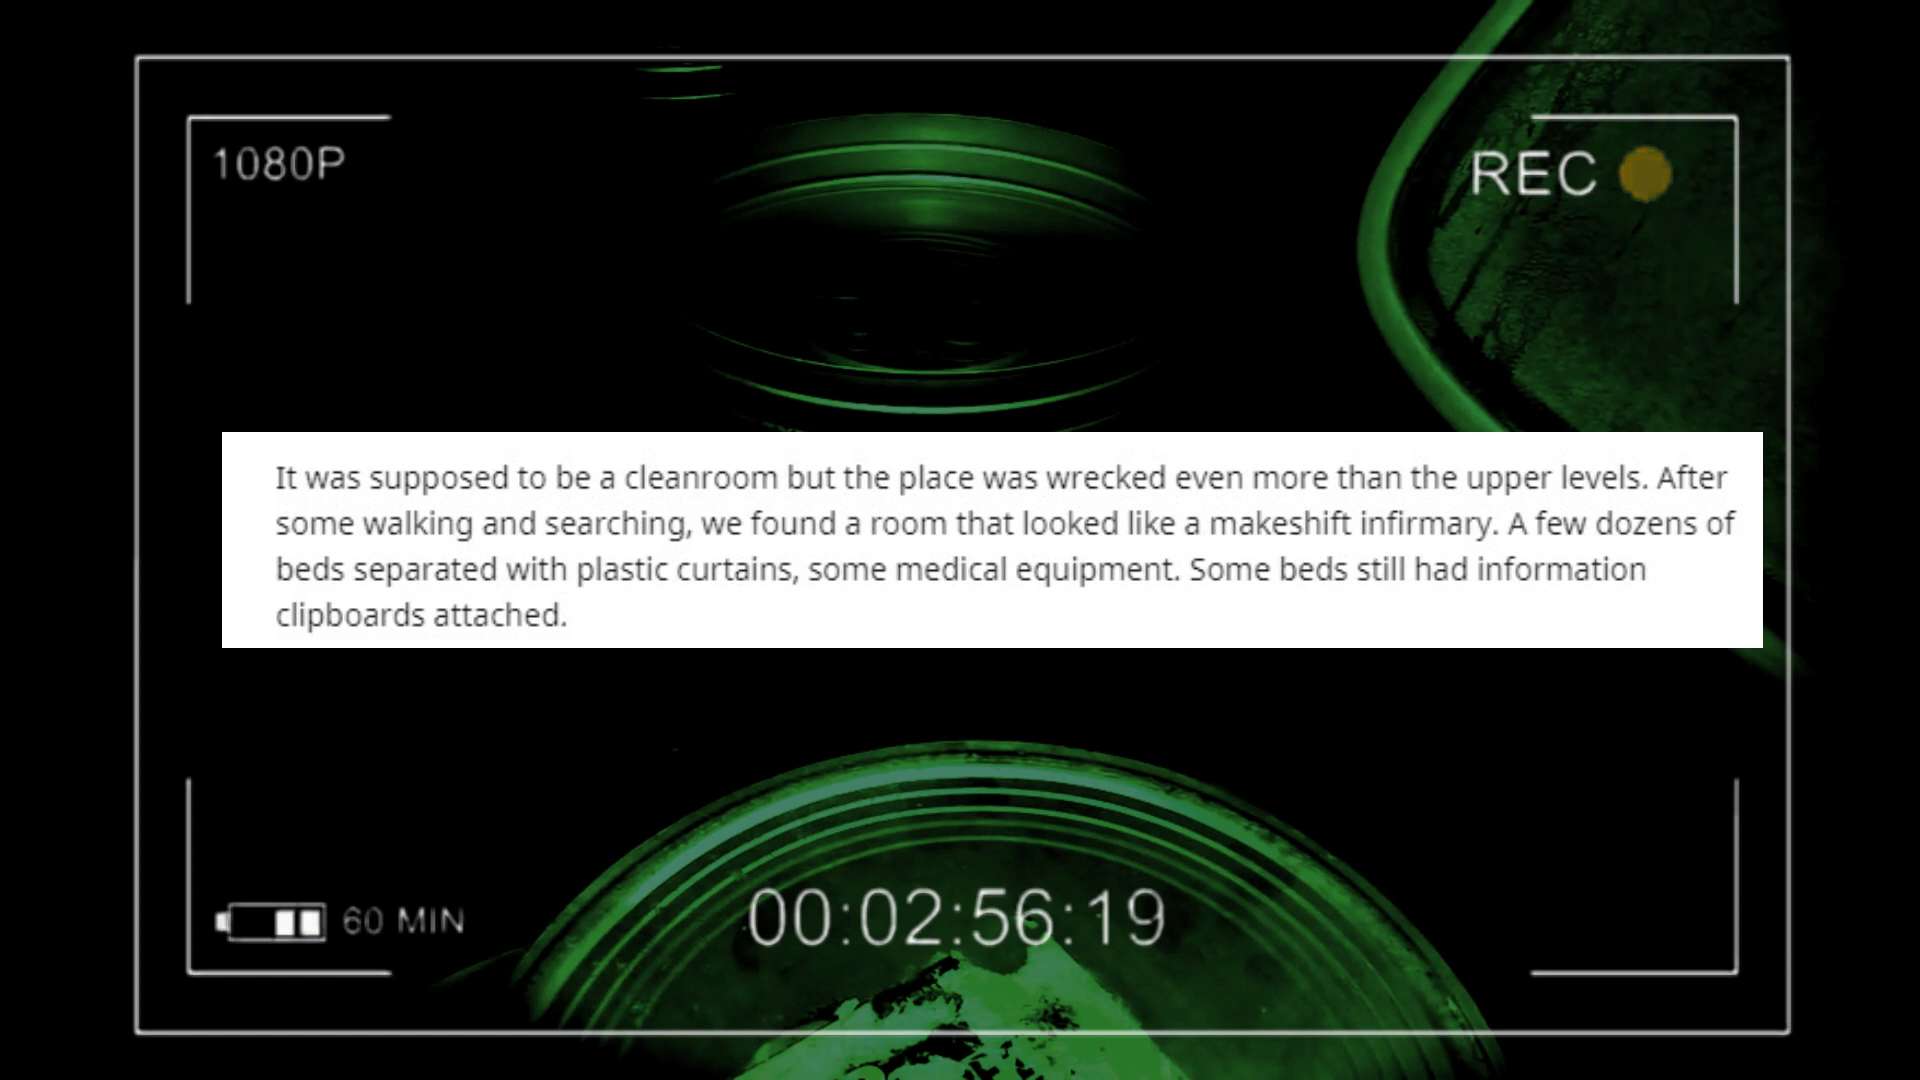 1080P
REC
It was supposed to be a cleanroom but the place was wrecked even more than the upper levels. After
some walking and searching, we found a room that looked like a makeshift infirmary. A few dozens of
beds separated with plastic curtains, some medical equipment. Some beds still had information
clipboards attached.
60 MIN
00:02:56:19